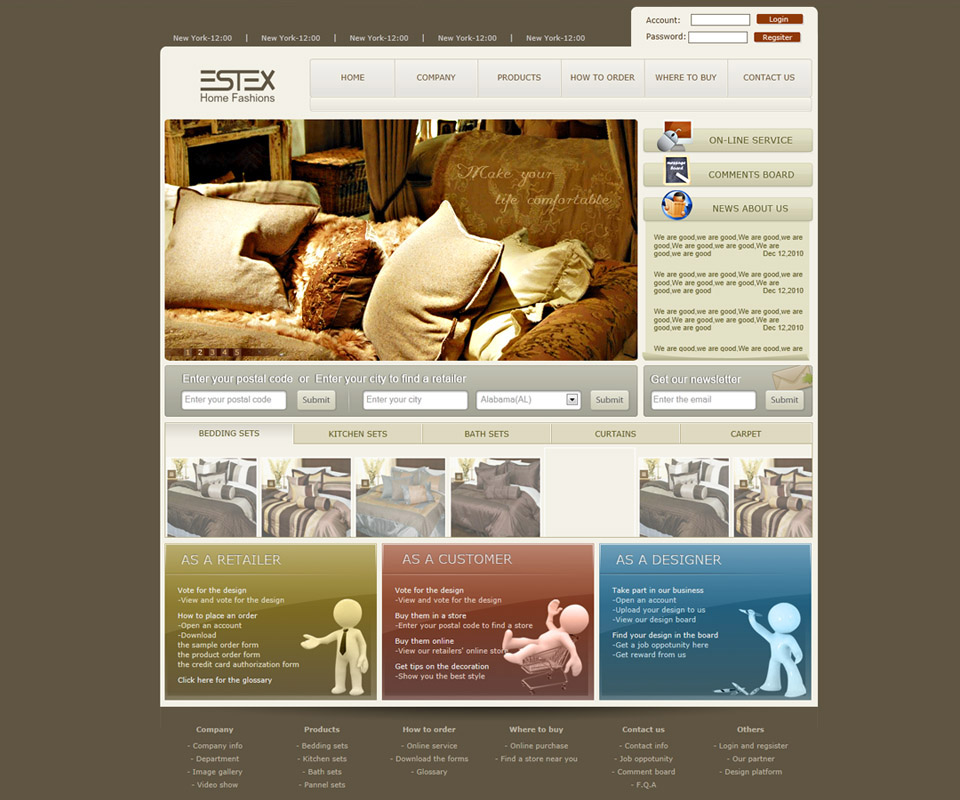 Account:
Login
Password:
Regsiter
New York-12:00 | New York-12:00 | New York-12:00 | New York-12:00 | New York-12:00
ESTEX
Home Fashions
HOME COMPANY PRODUCTS HOW TO ORDER WHERE TO BUY CONTACT US
Make your
life comfortable
1 2 3 4 5
ON-LINE SERVICE
message
board
COMMENTS BOARD
NEWS ABOUT US
We are good,we are good,We are good,we are
good,We are good,we are good,We are
good,we are good Dec 12,2010
We are good,we are good,We are good,we are
good,We are good,we are good,We are
good,we are good Dec 12,2010
We are good,we are good,We are good,we are
good,We are good,we are good,We are
good,we are good Dec 12,2010
We are good,we are good,We are good,we are
Enter your postal code or Enter your city to find a retailer
Enter your postal code Submit Enter your city Alabama(AL) Submit
Get our newsletter
Enter the email Submit
BEDDING SETS KITCHEN SETS BATH SETS CURTAINS CARPET
AS A RETAILER
Vote for the design
-View and vote for the design
How to place an order
-Open an account
-Download
the sample order form
the product order form
the credit card authorization form
Click here for the glossary
AS A CUSTOMER
Vote for the design
-View and vote for the design
Buy them in a store
-Enter your postal code to find a store
Buy them online
-View our retailers' online store
Get tips on the decoration
-Show you the best style
AS A DESIGNER
Take part in our business
-Open an account
-Upload your design to us
-View our design board
Find your design in the board
-Get a job oppotunity here
-Get reward from us
Company
- Company info
- Department
- Image gallery
- Video show
Products
- Bedding sets
- Kitchen sets
- Bath sets
- Pannel sets
How to order
- Online service
- Download the forms
- Glossary
Where to buy
- Online purchase
- Find a store near you
Contact us
- Contact info
- Job oppotunity
- Comment board
- F.Q.A
Others
- Login and regsister
- Our partner
- Design platform